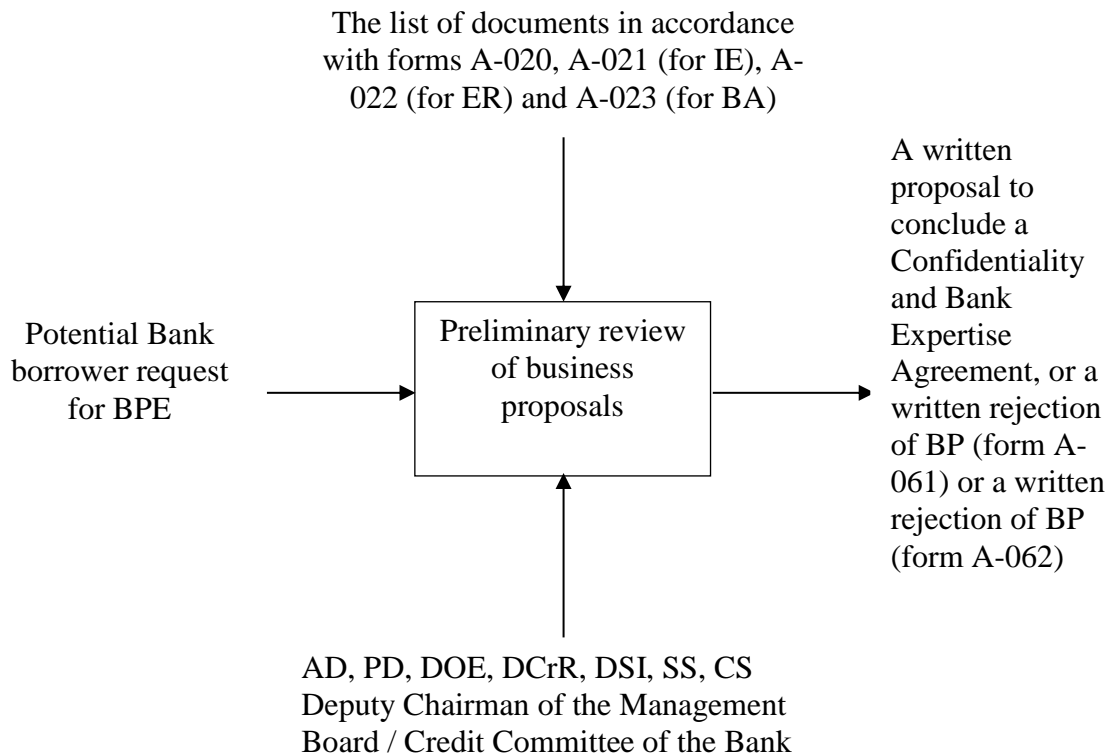 The list of documents in accordance
with forms A-020, A-021 (for IE), A-
022 (for ER) and A-023 (for BA)
Potential Bank
borrower request
for BPE
Preliminary review
of business
proposals
A written
proposal to
conclude a
Confidentiality
and Bank
Expertise
Agreement, or a
written rejection
of BP (form A-
061) or a written
rejection of BP
(form A-062)
AD, PD, DOE, DCrR, DSI, SS, CS
Deputy Chairman of the Management
Board / Credit Committee of the Bank